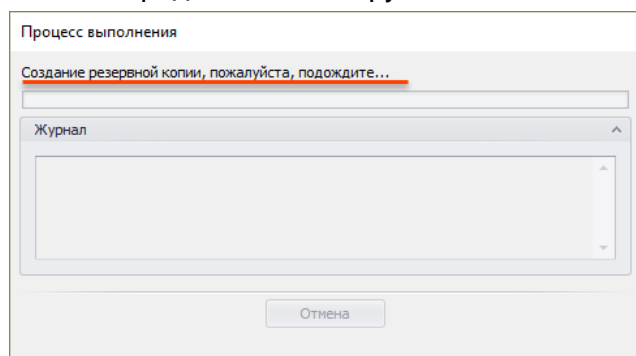 Процесс выполнения
Создание резервной копии, пожалуйста, подождите...
Журнал
Отмена